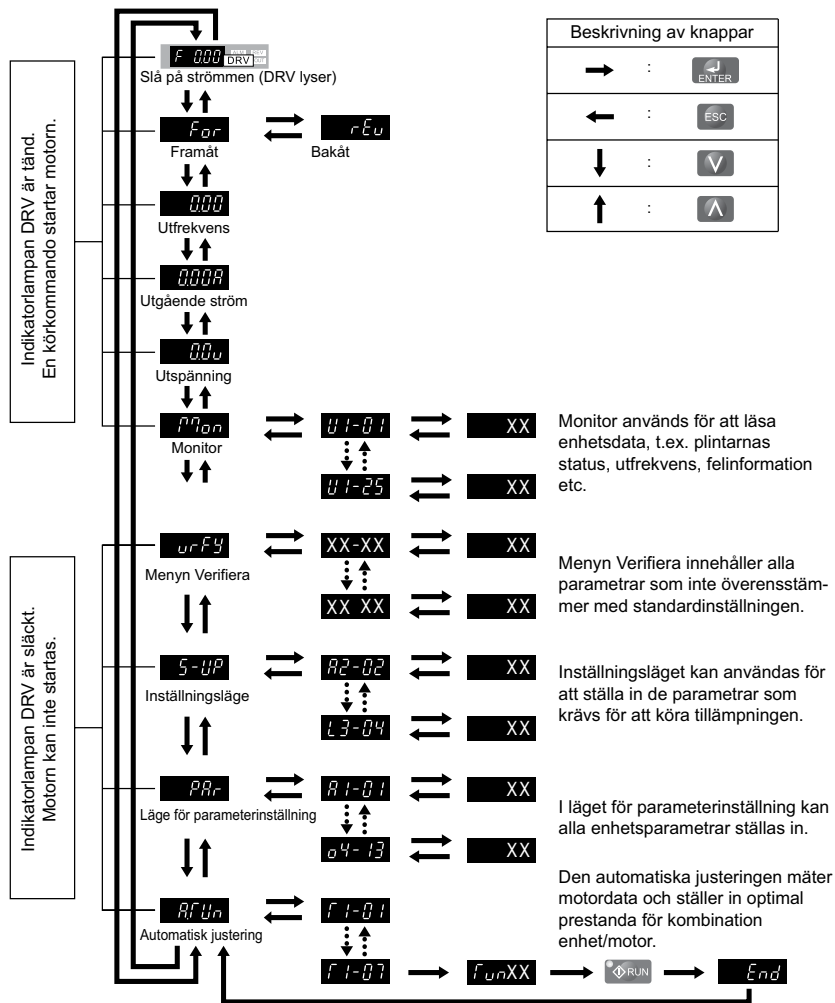 Beskrivning av knappar
→ : ENTER
← : ESC
↓ : V
↑ : Λ
Indikatorlampan DRV är tänd.
En körkommando startar motorn.
F 0.00 DRV
Slå på strömmen (DRV lyser)
For rEv
Framåt Bakåt
0.00
Utfrekvens
0.00A
Utgående ström
0.0v
Utspänning
Mon U1-01 XX
Monitor
U1-25 XX
Monitor används för att läsa
enhetsdata, t.ex. plintarnas
status, utfrekvens, felinformation
etc.
Indikatorlampan DRV är släckt.
Motorn kan inte startas.
vrFY XX-XX XX
Menyn Verifiera
XX XX XX
Menyn Verifiera innehåller alla
parametrar som inte överensstäm-
mer med standardinställningen.
S-UP A2-02 XX
Inställningsläge
L3-04 XX
Inställningsläget kan användas för
att ställa in de parametrar som
krävs för att köra tillämpningen.
PAr A1-01 XX
Läge för parameterinställning
o4-13 XX
I läget för parameterinställning kan
alla enhetsparametrar ställas in.
Den automatiska justeringen mäter
motordata och ställer in optimal
prestanda för kombination
enhet/motor.
ATUn T1-01
Automatisk justering
T1-07 TunXX RUN End